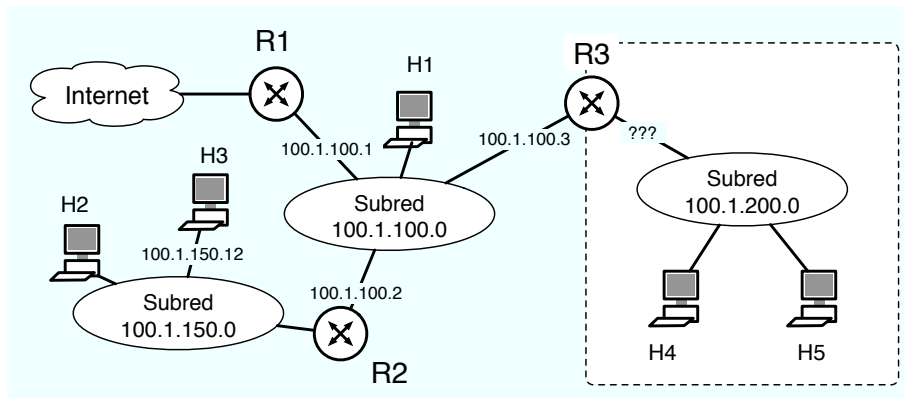 R1
R3
H1
Internet
???
100.1.100.3
100.1.100.1
H3
Subred
100.1.200.0
H2
Subred
100.1.100.0
100.1.150.12
100.1.100.2
Subred
100.1.150.0
H4
H5
R2